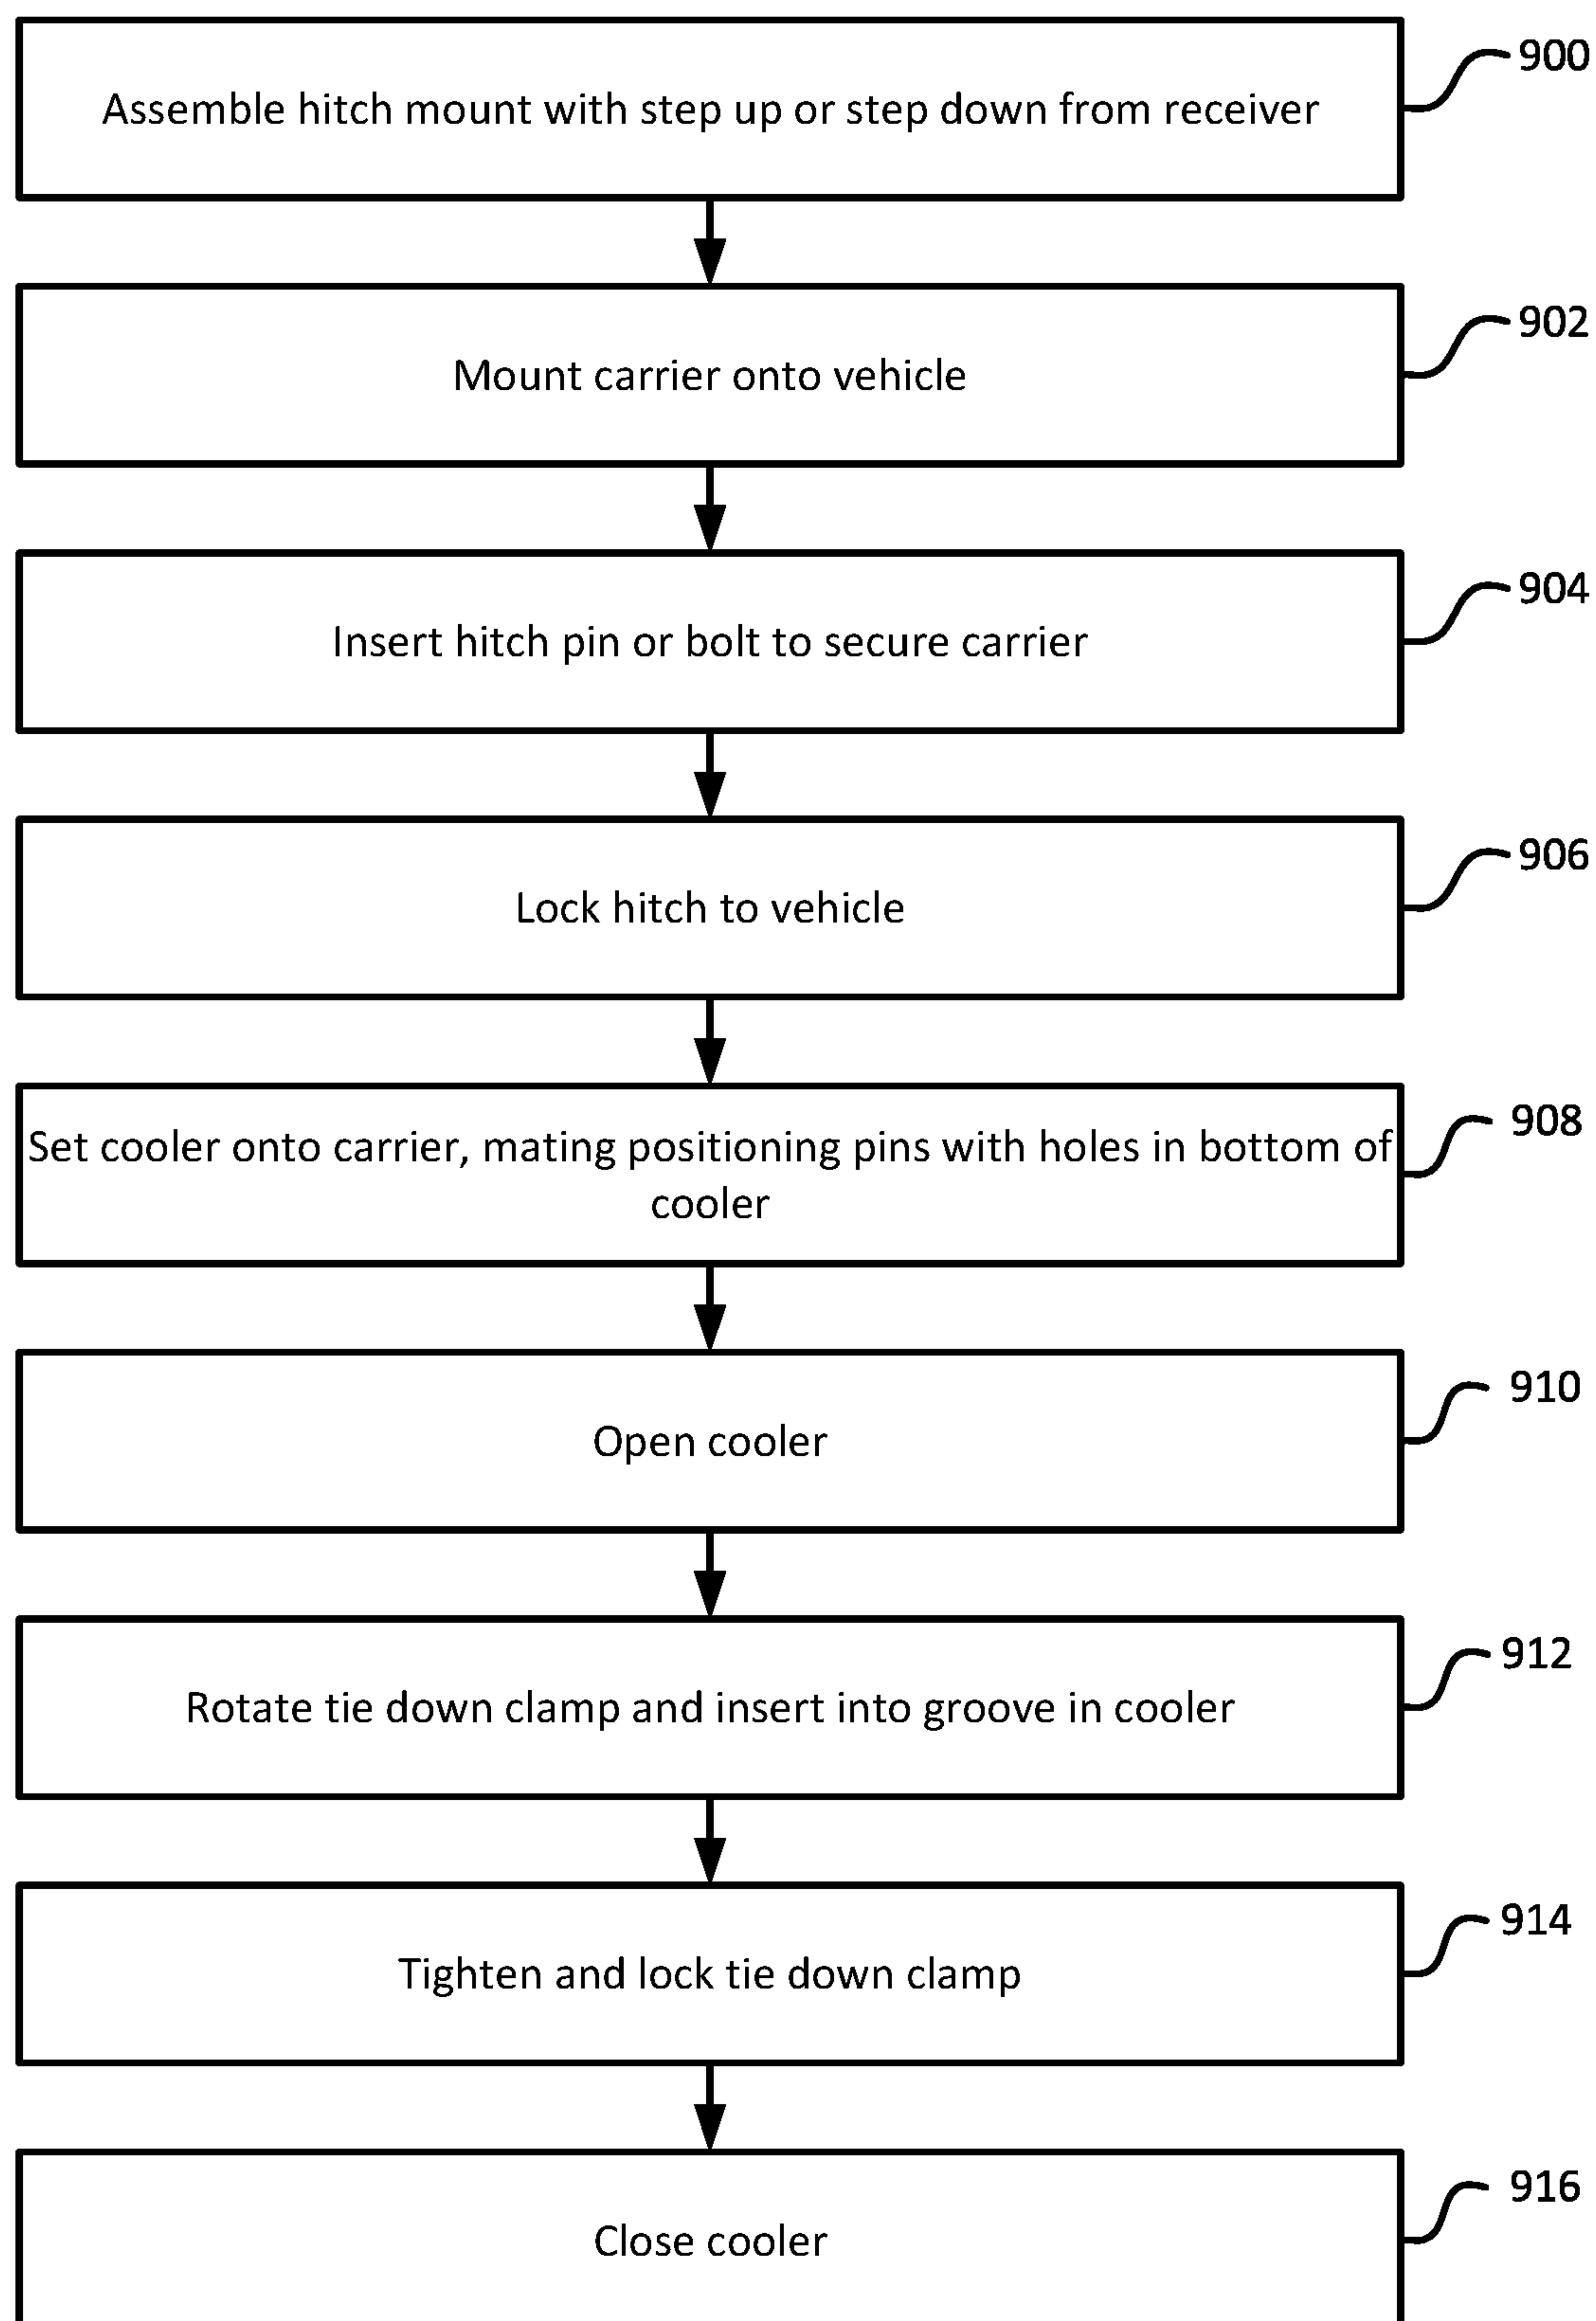 Assemble hitch mount with step up or step down from receiver
900
Mount carrier onto vehicle
902
Insert hitch pin or bolt to secure carrier
904
Lock hitch to vehicle
906
Set cooler onto carrier, mating positioning pins with holes in bottom of
cooler
908
Open cooler
910
Rotate tie down clamp and insert into groove in cooler
912
Tighten and lock tie down clamp
914
Close cooler
916